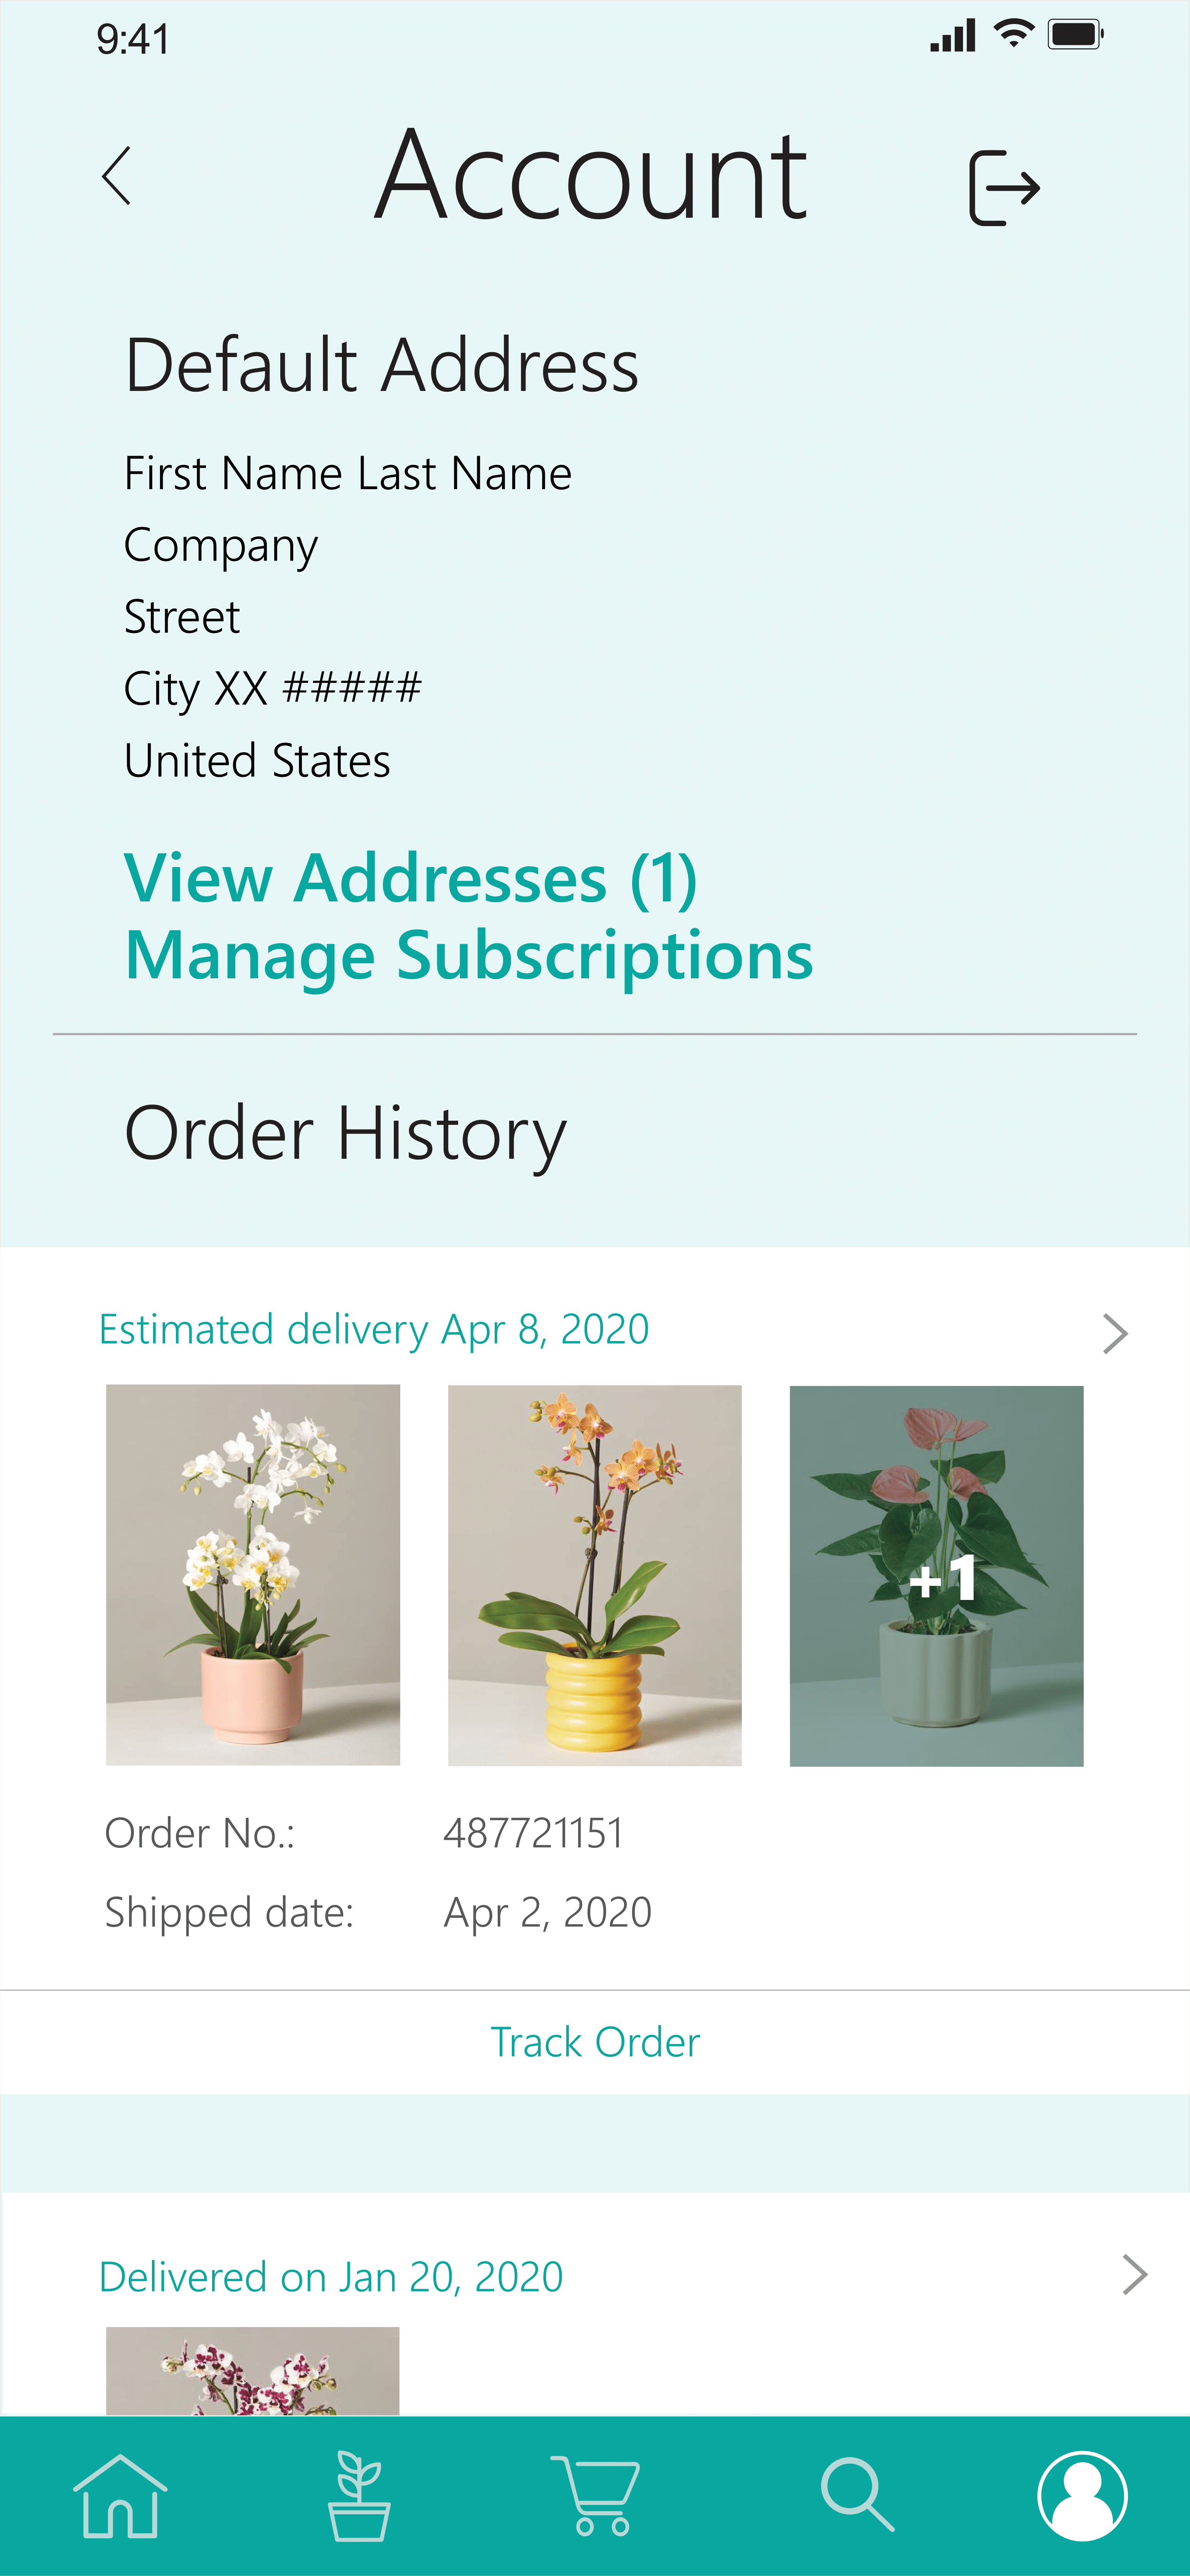 9:41
Account
Default Address
First Name Last Name
Company
Street
City XX #####
United States
View Addresses (1)
Manage Subscriptions
Order History
Estimated delivery Apr 8, 2020
+1
Order No.: 487721151
Shipped date: Apr 2, 2020
Track Order
Delivered on Jan 20, 2020